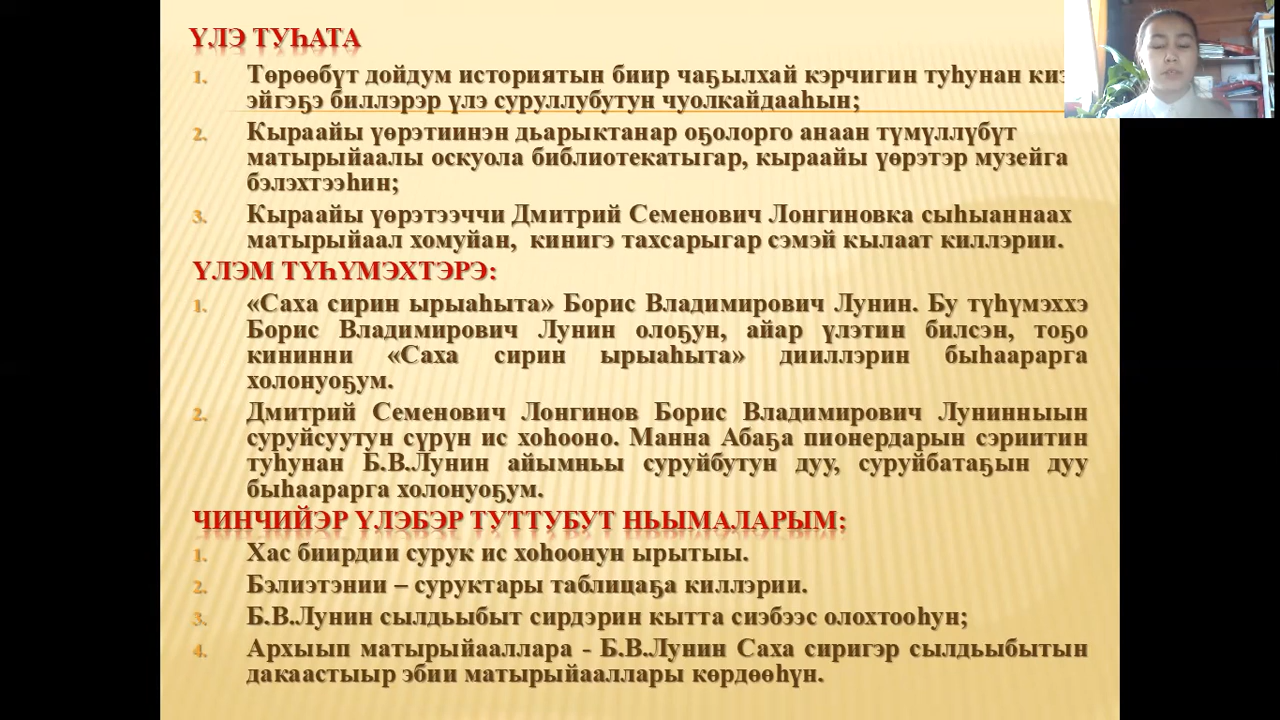 ҮЛЭ ТУҺАТА
1. Төрөөбүт дойдум историятын биир чаҕылхай кэрчигин туһунан
эйгэҕэ биллэрэр үлэ суруллубутун чуолкайдааһын;
2. Кыраайы үөрэтиинэн дьарыктанар оҕолорго анаан түмүллүбүт
матырыйаалы оскуола библиотекатыгар, кыраайы үөрэтэр музейга
бэлэхтээһин;
3. Кыраайы үөрэтээччи Дмитрий Семенович Лонгиновка сыһыаннаах
матырыйаал хомуйан, кинигэ тахсарыгар сэмэй кылаат киллэрии.
ҮЛЭМ ТҮҺҮМЭХТЭРЭ:
1. «Саха сирин ырыаһыта» Борис Владимирович Лунин. Бу түһүмэххэ
Борис Владимирович Лунин олоҕун, айар үлэтин билсэн, тоҕо
кининни «Саха сирин ырыаһыта» дииллэрин быһаарарга
холонуоҕум.
2. Дмитрий Семенович Лонгинов Борис Владимирович Лунинныын
суруйсуутун сүрүн ис хоһооно. Манна Абаҕа пионердарын сэриитин
туһунан Б.В.Лунин айымньы суруйбутун дуу, суруйбатаҕын дуу
быһаарарга холонуоҕум.
ЧИНЧИЙЭР ҮЛЭБЭР ТУТТУБУТ НЬЫМАЛАРЫМ:
1. Хас биирдии сурук ис хоһоонун ырытыы.
2. Бэлиэтэнии – суруктары таблицаҕа киллэрии.
3. Б.В.Лунин сылдьыбыт сирдэрин кытта сиэбээс олохтооһун;
4. Архыып матырыйааллара - Б.В.Лунин Саха сиригэр сылдьыбытын
дакаастыыр эбии матырыйааллары көрдөөһүн.